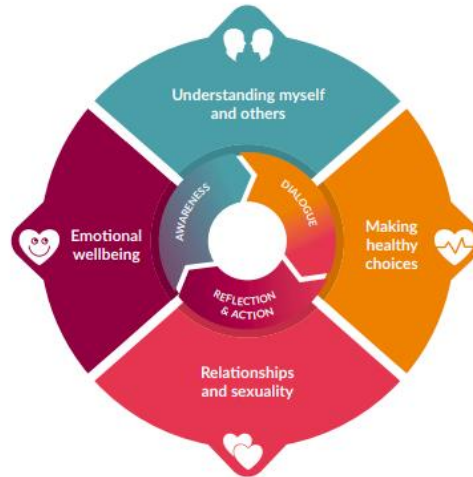 Understanding myself
and others
AWARENESS
DIALOGUE
Emotional
wellbeing
Making
healthy
choices
REFLECTION
& ACTION
Relationships
and sexuality